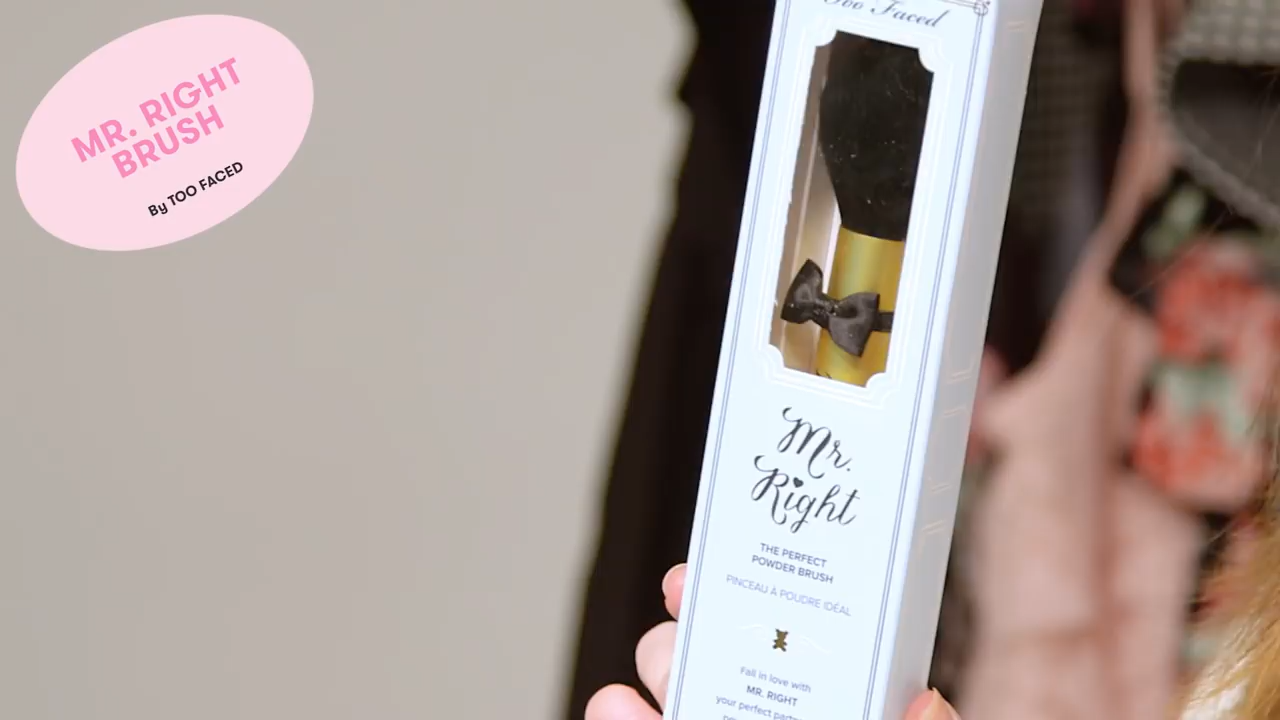 MR. RIGHT
BRUSH
By TOO FACED
Too Faced
Mr.
Right
THE PERFECT
POWDER BRUSH
PINCEAU À POUDRE IDÉAL
Fall in love with
MR. RIGHT
your perfect